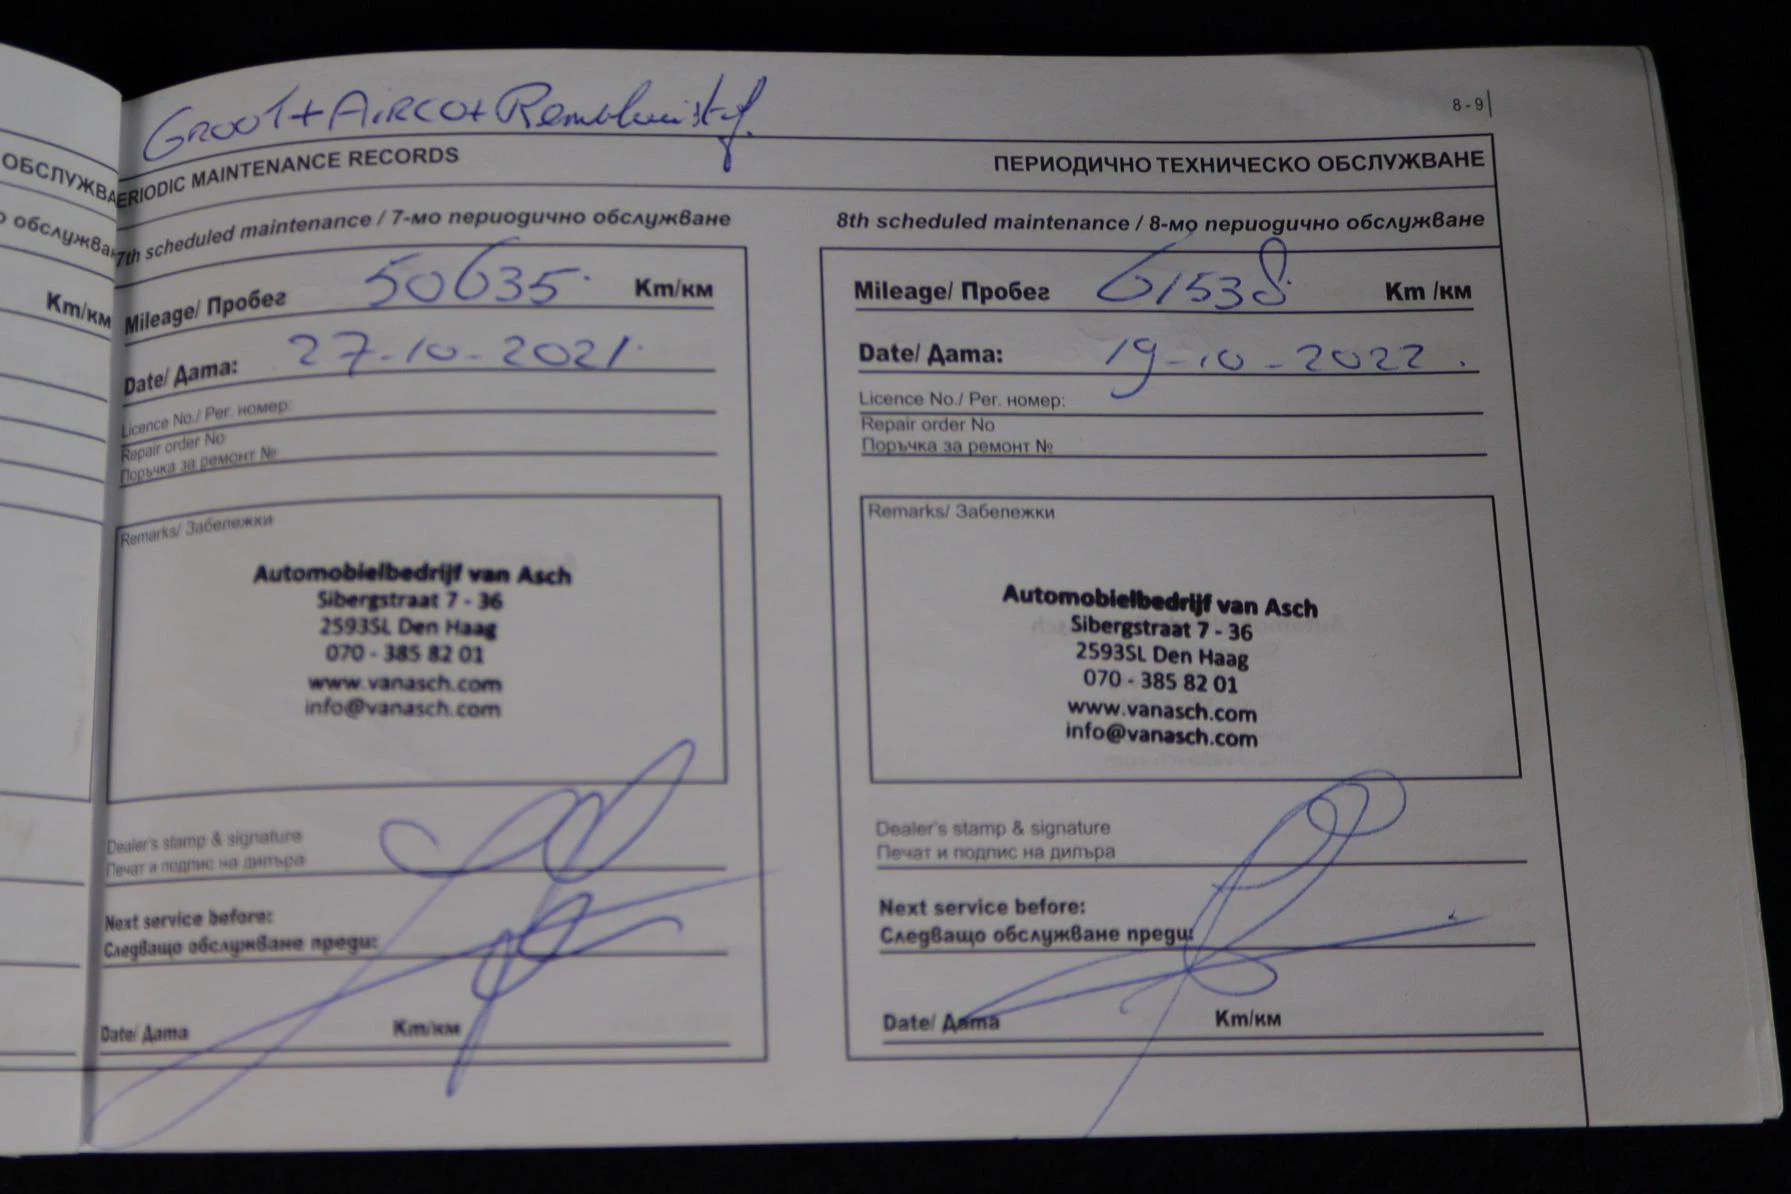 Groot + Airco + Remvloeistof.
8 - 9
ОБСЛУЖВА
ERIODIC MAINTENANCE RECORDS
ПЕРИОДИЧНО ТЕХНИЧЕСКО ОБСЛУЖВАНЕ
о обслужван
7th scheduled maintenance / 7-мо периодично обслужване
Km/км
Mileage/ Пробег 50635. Km/км
Date/ Дата: 27-10-2021.
Licence No./ Рег. номер:
Repair order No
Поръчка за ремонт №
Remarks/ Забележки
Automobielbedrijf van Asch
Sibergstraat 7 - 36
2593SL Den Haag
070 - 385 82 01
www.vanasch.com
info@vanasch.com
Dealer's stamp & signature
Печат и подпис на дилъра
Next service before:
Следващо обслужване преди:
Date/ Дата Km/км
8th scheduled maintenance / 8-мо периодично обслужване
Mileage/ Пробег 61538. Km /км
Date/ Дата: 19-10-2022.
Licence No./ Рег. номер:
Repair order No
Поръчка за ремонт №
Remarks/ Забележки
Automobielbedrijf van Asch
Sibergstraat 7 - 36
2593SL Den Haag
070 - 385 82 01
www.vanasch.com
info@vanasch.com
Dealer's stamp & signature
Печат и подпис на дилъра
Next service before:
Следващо обслужване преди:
Date/ Дата Km/км